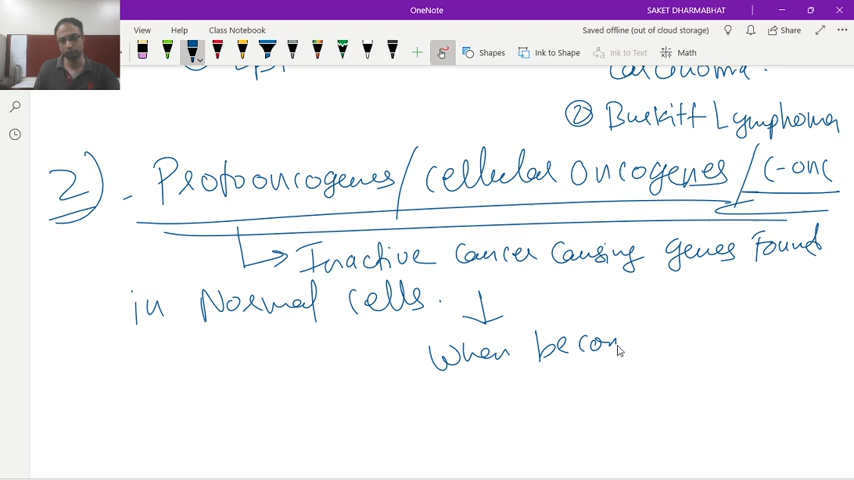 OneNote
SAKET DHARMABHAT
View Help Class Notebook
Saved offline (out of cloud storage) Share
Shapes Ink to Shape Ink to Text Math
Carcinoma.
② Burkitt Lymphoma
2) - Protooncogenes/cellular oncogenes/C-onc
Inactive cancer causing genes found
in Normal cells.
When becom